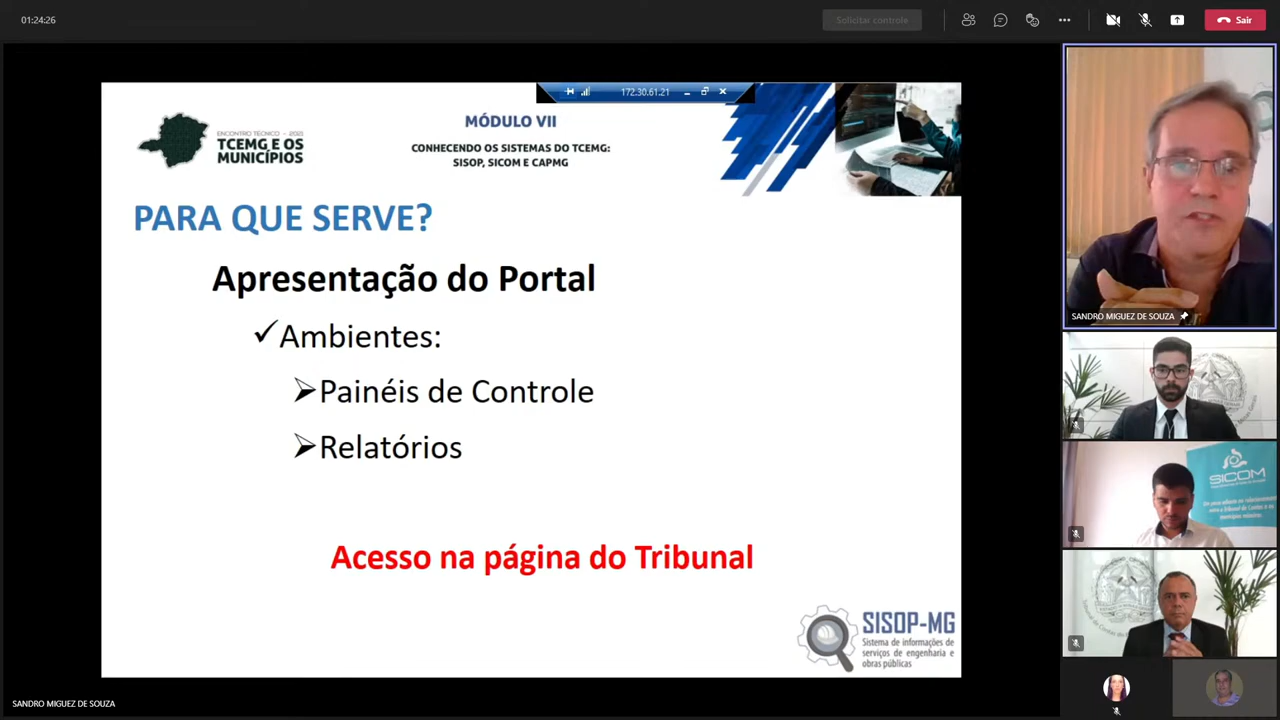 01:24:26
Solicitar controle
Sair
172.30.61.21
ENCONTRO TÉCNICO - 2021
TCEMG E OS
MUNICÍPIOS
MÓDULO VII
CONHECENDO OS SISTEMAS DO TCEMG:
SISOP, SICOM E CAPMG
PARA QUE SERVE?
Apresentação do Portal
✓Ambientes:
➢Painéis de Controle
➢Relatórios
Acesso na página do Tribunal
SISOP-MG
Sistema de informações de
serviços de engenharia e
obras públicas
SANDRO MIGUEZ DE SOUZA
SICOM
SANDRO MIGUEZ DE SOUZA